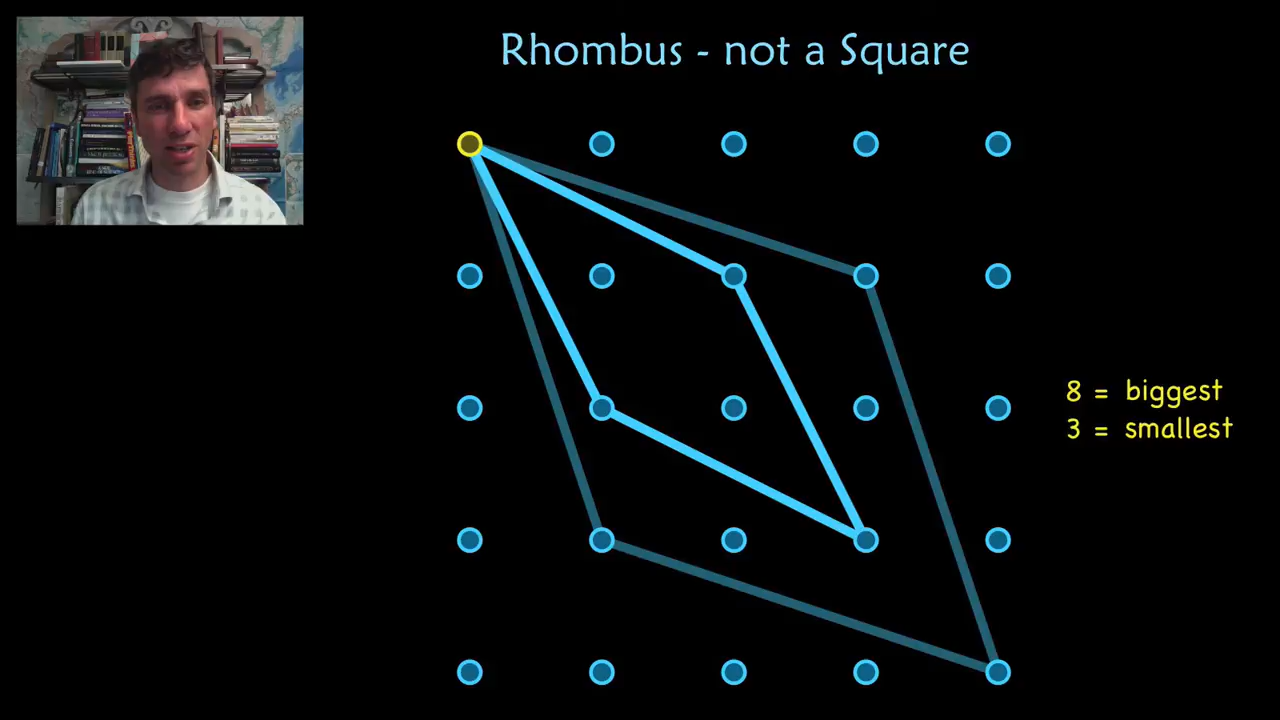 Rhombus - not a Square
8 = biggest
3 = smallest